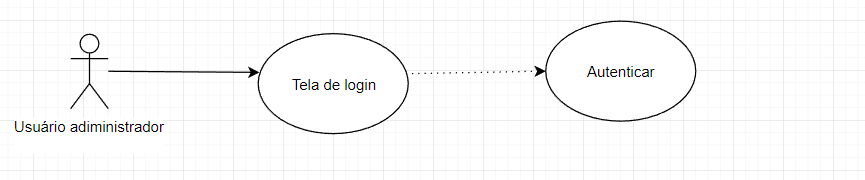 Tela de login
Autenticar
Usuário adiministrador